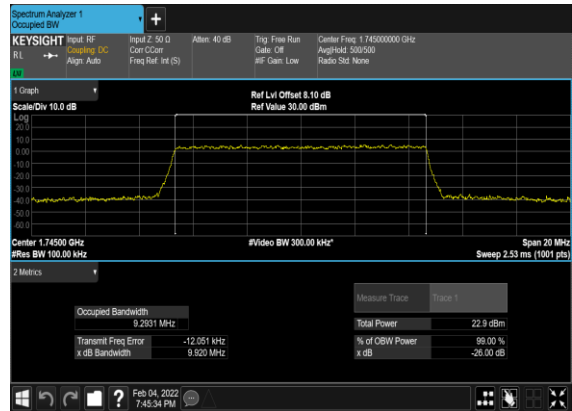 Spectrum Analyzer 1
Occupied BW
+
KEYSIGHT Input: RF Input Z: 50 Ω Atten: 40 dB Trig: Free Run Center Freq: 1.745000000 GHz
RL Coupling: DC Corr CCorr Gate: Off Avg|Hold: 500/500
Align: Auto Freq Ref: Int (S) #IF Gain: Low Radio Std: None
LW
1 Graph
Scale/Div 10.0 dB Ref Lvl Offset 8.10 dB
Ref Value 30.00 dBm
Log
20.0
10.0
0.00
-10.0
-20.0
-30.0
-40.0
-50.0
-60.0
Center 1.74500 GHz #Video BW 300.00 kHz* Span 20 MHz
#Res BW 100.00 kHz Sweep 2.53 ms (1001 pts)
2 Metrics
Measure Trace Trace 1
Occupied Bandwidth
9.2931 MHz Total Power 22.9 dBm
Transmit Freq Error -12.051 kHz % of OBW Power 99.00 %
x dB Bandwidth 9.920 MHz x dB -26.00 dB
? Feb 04, 2022
7:45:34 PM